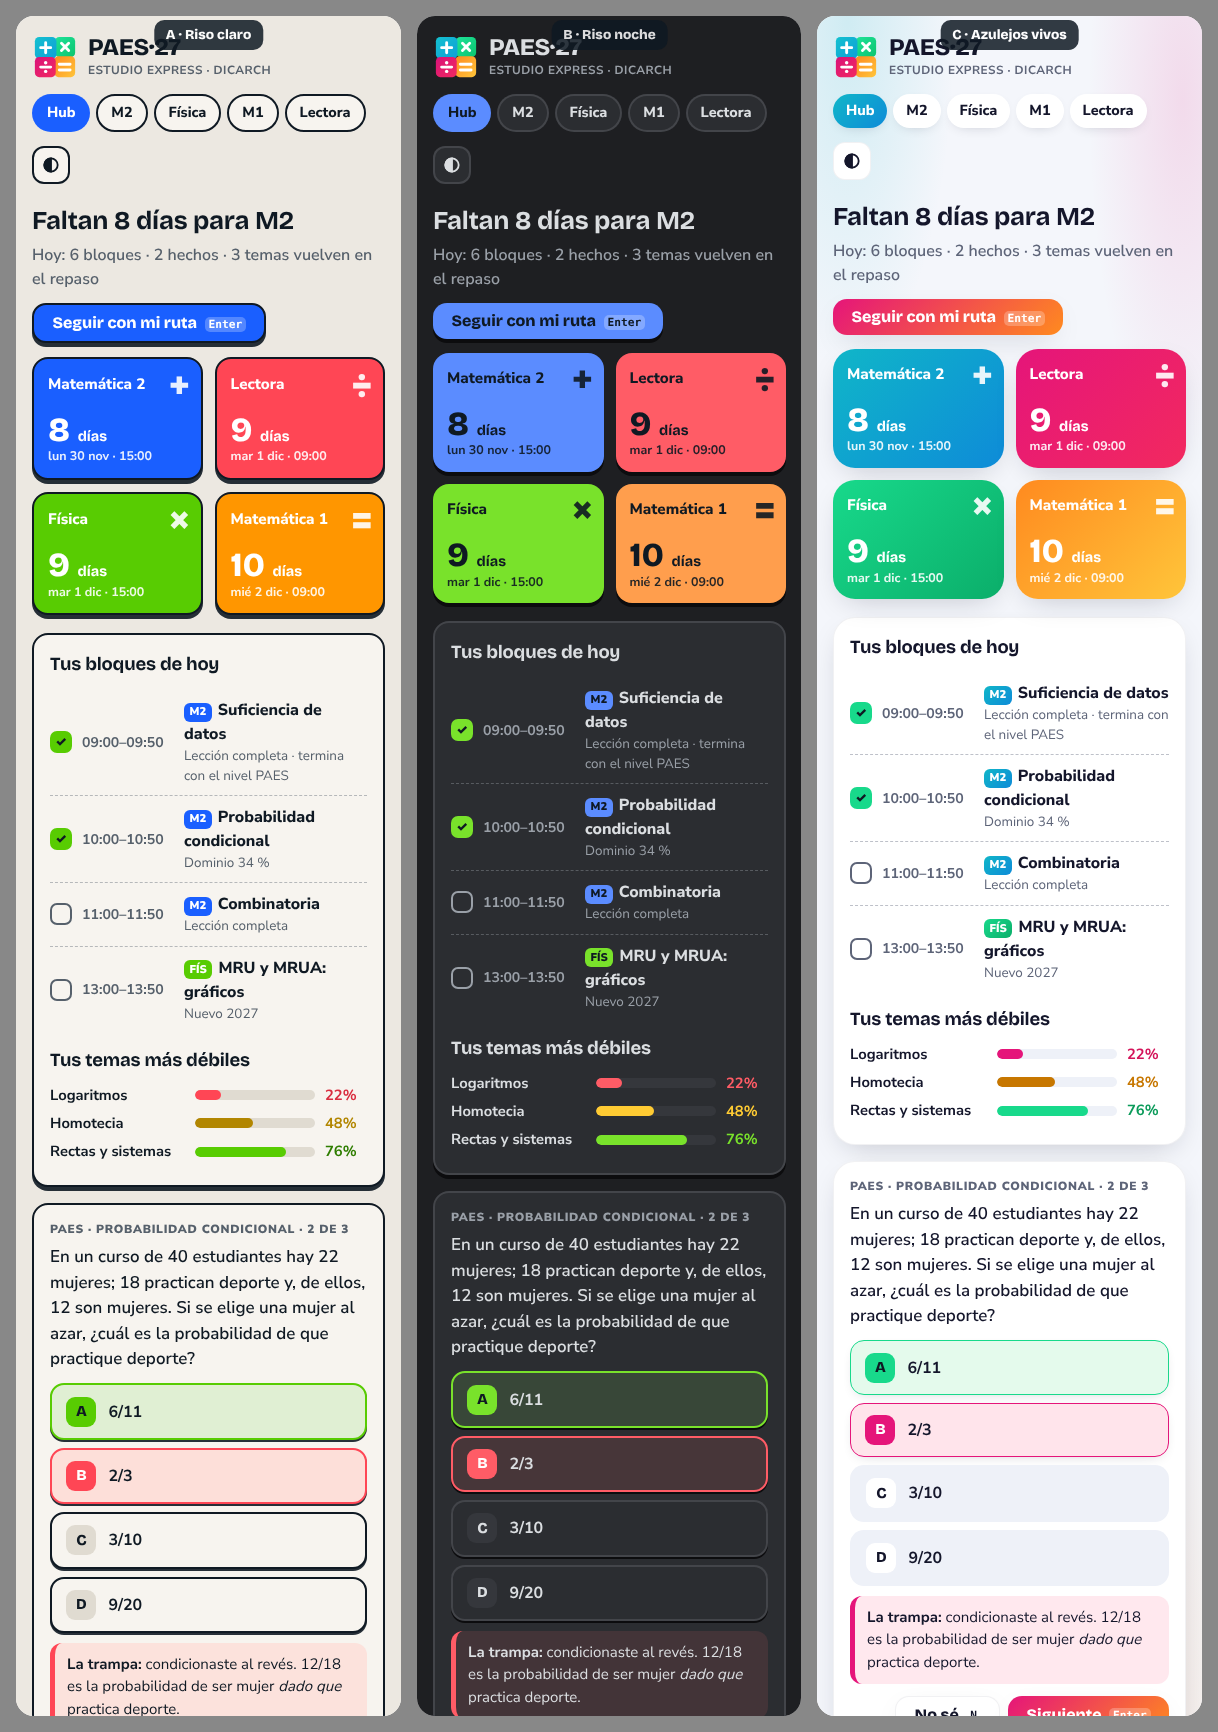 A · Riso claro
PAES·27
ESTUDIO EXPRESS · DICARCH
Hub
M2
Física
M1
Lectora
Faltan 8 días para M2
Hoy: 6 bloques · 2 hechos · 3 temas vuelven en
el repaso
Seguir con mi ruta Enter
Matemática 2
8 días
lun 30 nov · 15:00
Lectora
9 días
mar 1 dic · 09:00
Física
9 días
mar 1 dic · 15:00
Matemática 1
10 días
mié 2 dic · 09:00
Tus bloques de hoy
09:00–09:50
M2 Suficiencia de
datos
Lección completa · termina
con el nivel PAES
10:00–10:50
M2 Probabilidad
condicional
Dominio 34 %
11:00–11:50
M2 Combinatoria
Lección completa
13:00–13:50
FÍS MRU y MRUA:
gráficos
Nuevo 2027
Tus temas más débiles
Logaritmos 22%
Homotecia 48%
Rectas y sistemas 76%
PAES · PROBABILIDAD CONDICIONAL · 2 DE 3
En un curso de 40 estudiantes hay 22
mujeres; 18 practican deporte y, de ellos,
12 son mujeres. Si se elige una mujer al
azar, ¿cuál es la probabilidad de que
practique deporte?
A 6/11
B 2/3
C 3/10
D 9/20
La trampa: condicionaste al revés. 12/18
es la probabilidad de ser mujer dado que
practica deporte.
B · Riso noche
PAES·27
ESTUDIO EXPRESS · DICARCH
Hub
M2
Física
M1
Lectora
Faltan 8 días para M2
Hoy: 6 bloques · 2 hechos · 3 temas vuelven en
el repaso
Seguir con mi ruta Enter
Matemática 2
8 días
lun 30 nov · 15:00
Lectora
9 días
mar 1 dic · 09:00
Física
9 días
mar 1 dic · 15:00
Matemática 1
10 días
mié 2 dic · 09:00
Tus bloques de hoy
09:00–09:50
M2 Suficiencia de
datos
Lección completa · termina
con el nivel PAES
10:00–10:50
M2 Probabilidad
condicional
Dominio 34 %
11:00–11:50
M2 Combinatoria
Lección completa
13:00–13:50
FÍS MRU y MRUA:
gráficos
Nuevo 2027
Tus temas más débiles
Logaritmos 22%
Homotecia 48%
Rectas y sistemas 76%
PAES · PROBABILIDAD CONDICIONAL · 2 DE 3
En un curso de 40 estudiantes hay 22
mujeres; 18 practican deporte y, de ellos,
12 son mujeres. Si se elige una mujer al
azar, ¿cuál es la probabilidad de que
practique deporte?
A 6/11
B 2/3
C 3/10
D 9/20
La trampa: condicionaste al revés. 12/18
es la probabilidad de ser mujer dado que
practica deporte.
C · Azulejos vivos
PAES·27
ESTUDIO EXPRESS · DICARCH
Hub
M2
Física
M1
Lectora
Faltan 8 días para M2
Hoy: 6 bloques · 2 hechos · 3 temas vuelven en
el repaso
Seguir con mi ruta Enter
Matemática 2
8 días
lun 30 nov · 15:00
Lectora
9 días
mar 1 dic · 09:00
Física
9 días
mar 1 dic · 15:00
Matemática 1
10 días
mié 2 dic · 09:00
Tus bloques de hoy
09:00–09:50
M2 Suficiencia de datos
Lección completa · termina con
el nivel PAES
10:00–10:50
M2 Probabilidad
condicional
Dominio 34 %
11:00–11:50
M2 Combinatoria
Lección completa
13:00–13:50
FÍS MRU y MRUA:
gráficos
Nuevo 2027
Tus temas más débiles
Logaritmos 22%
Homotecia 48%
Rectas y sistemas 76%
PAES · PROBABILIDAD CONDICIONAL · 2 DE 3
En un curso de 40 estudiantes hay 22
mujeres; 18 practican deporte y, de ellos,
12 son mujeres. Si se elige una mujer al
azar, ¿cuál es la probabilidad de que
practique deporte?
A 6/11
B 2/3
C 3/10
D 9/20
La trampa: condicionaste al revés. 12/18
es la probabilidad de ser mujer dado que
practica deporte.
No sé N
Siguiente Enter